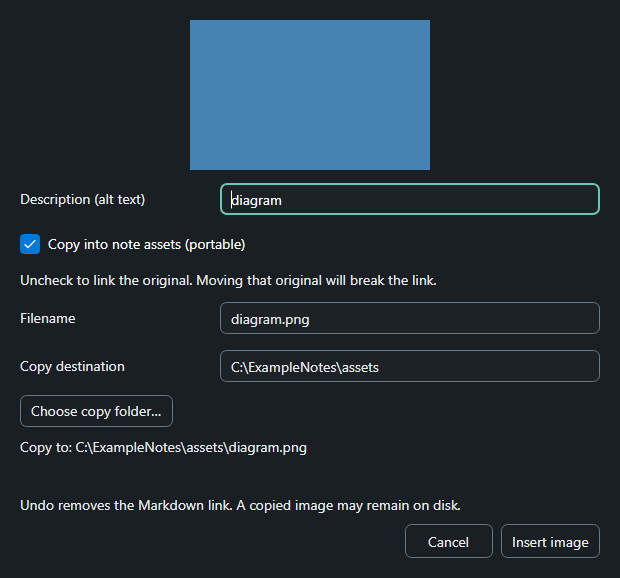 Description (alt text) diagram
Copy into note assets (portable)
Uncheck to link the original. Moving that original will break the link.
Filename diagram.png
Copy destination C:\ExampleNotes\assets
Choose copy folder...
Copy to: C:\ExampleNotes\assets\diagram.png
Undo removes the Markdown link. A copied image may remain on disk.
Cancel Insert image